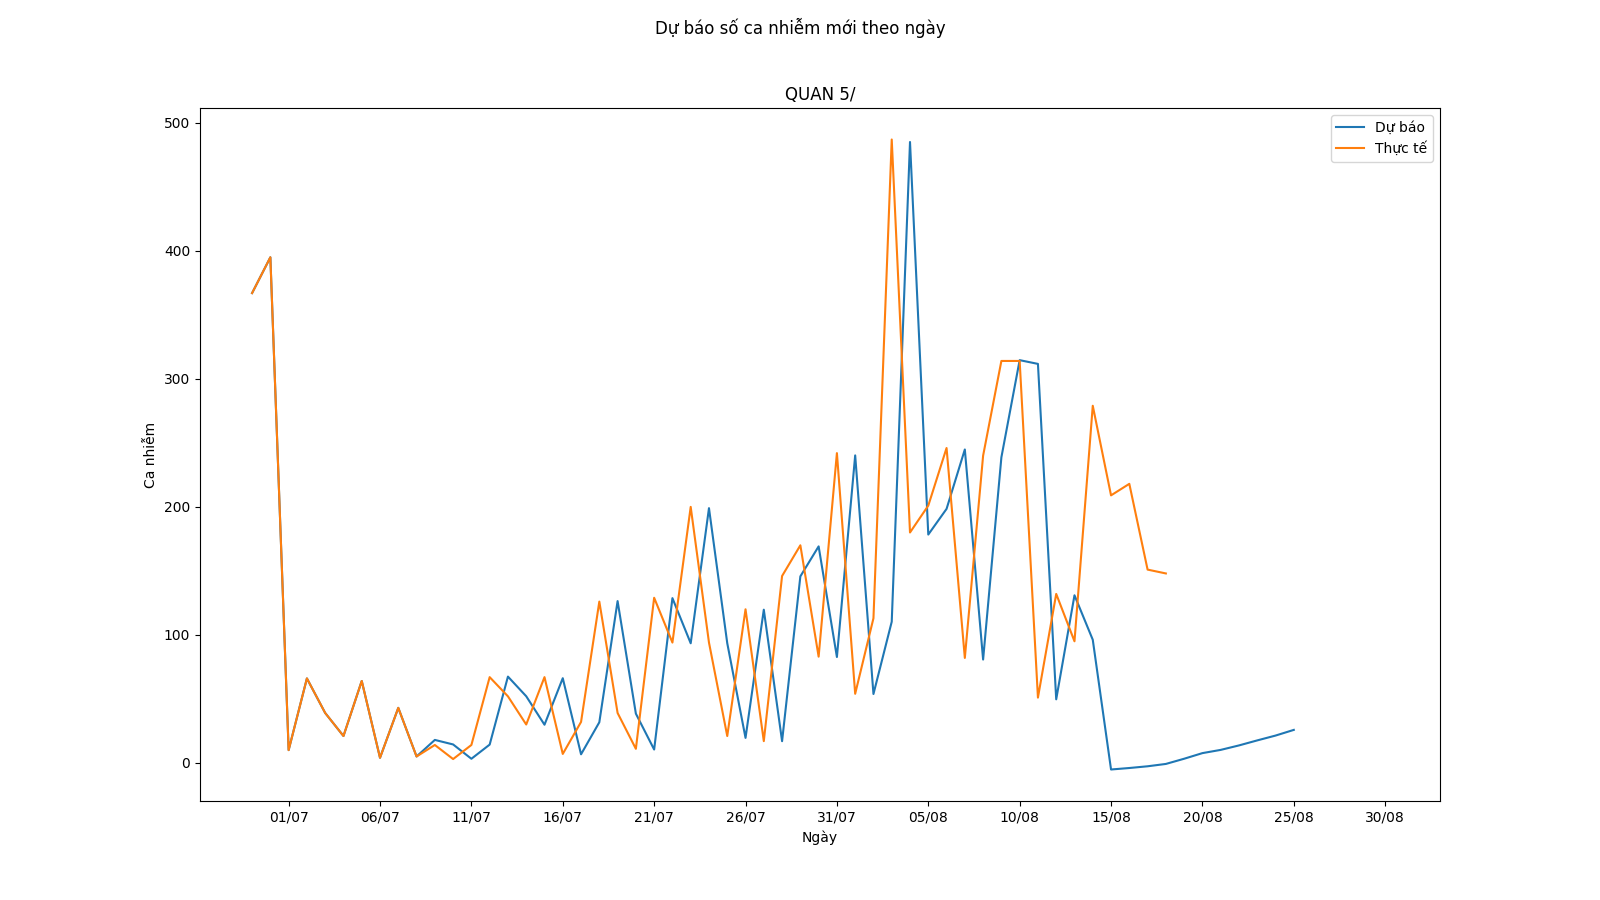 Dự báo số ca nhiễm mới theo ngày
QUAN 5/
Dự báo
Thực tế
500
400
300
200
100
0
Ca nhiễm
01/07 06/07 11/07 16/07 21/07 26/07 31/07 05/08 10/08 15/08 20/08 25/08 30/08
Ngày